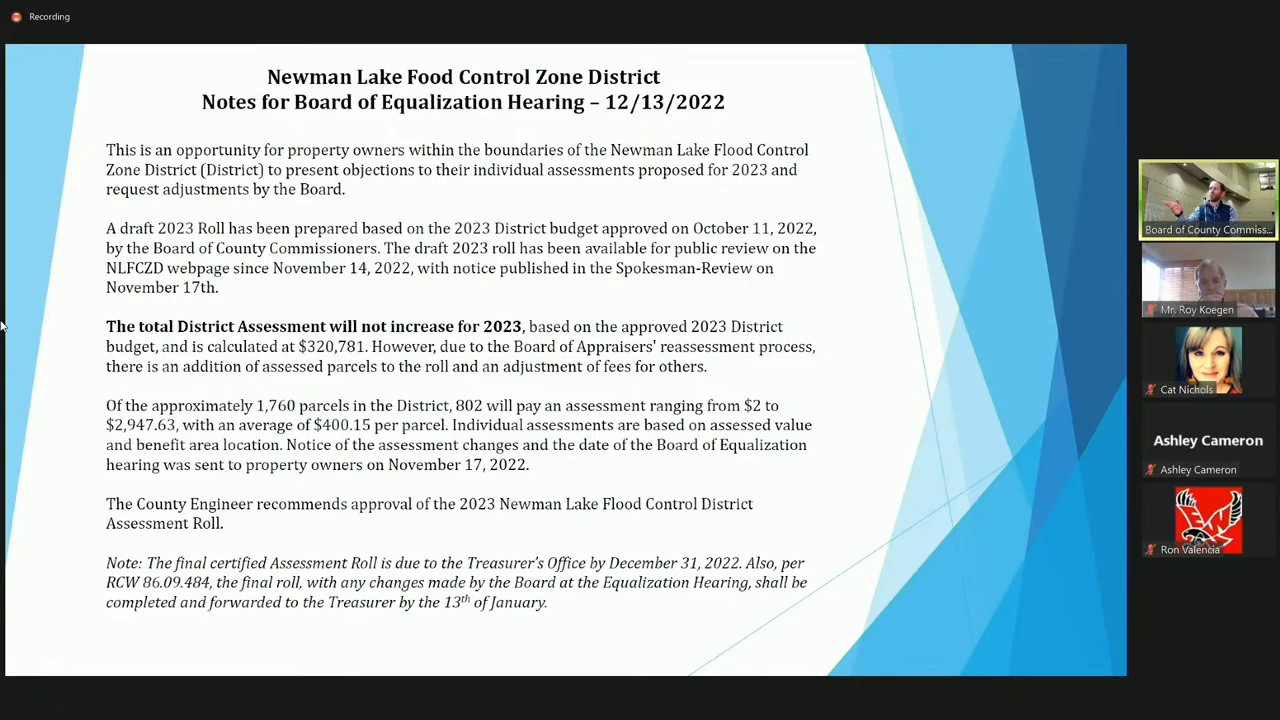 Recording
Newman Lake Food Control Zone District
Notes for Board of Equalization Hearing – 12/13/2022
This is an opportunity for property owners within the boundaries of the Newman Lake Flood Control
Zone District (District) to present objections to their individual assessments proposed for 2023 and
request adjustments by the Board.
A draft 2023 Roll has been prepared based on the 2023 District budget approved on October 11, 2022,
by the Board of County Commissioners. The draft 2023 roll has been available for public review on the
NLFCZD webpage since November 14, 2022, with notice published in the Spokesman-Review on
November 17th.
The total District Assessment will not increase for 2023, based on the approved 2023 District
budget, and is calculated at $320,781. However, due to the Board of Appraisers' reassessment process,
there is an addition of assessed parcels to the roll and an adjustment of fees for others.
Of the approximately 1,760 parcels in the District, 802 will pay an assessment ranging from $2 to
$2,947.63, with an average of $400.15 per parcel. Individual assessments are based on assessed value
and benefit area location. Notice of the assessment changes and the date of the Board of Equalization
hearing was sent to property owners on November 17, 2022.
The County Engineer recommends approval of the 2023 Newman Lake Flood Control District
Assessment Roll.
Note: The final certified Assessment Roll is due to the Treasurer's Office by December 31, 2022. Also, per
RCW 86.09.484, the final roll, with any changes made by the Board at the Equalization Hearing, shall be
completed and forwarded to the Treasurer by the 13th of January.
Board of County Commiss...
Mr. Roy Koegen
Cat Nichols
Ashley Cameron
Ashley Cameron
Ron Valencia